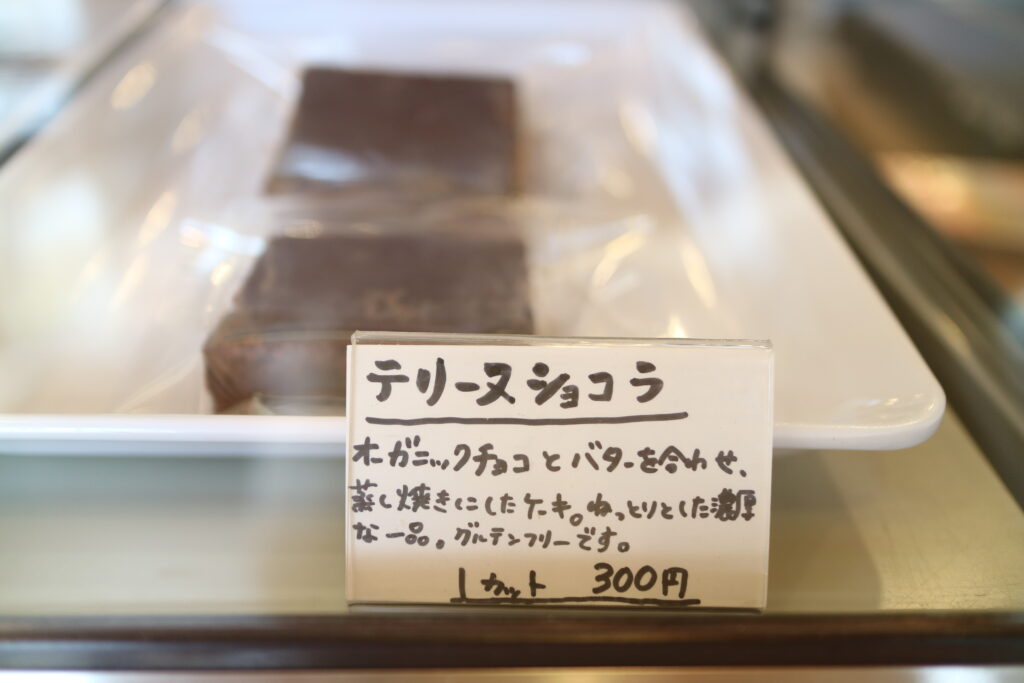 テリーヌショコラ
オーガニックチョコとバターを合わせ、
蒸し焼きにしたケーキ。ねっとりとした濃厚
な一品。グルテンフリーです。
1カット 300円